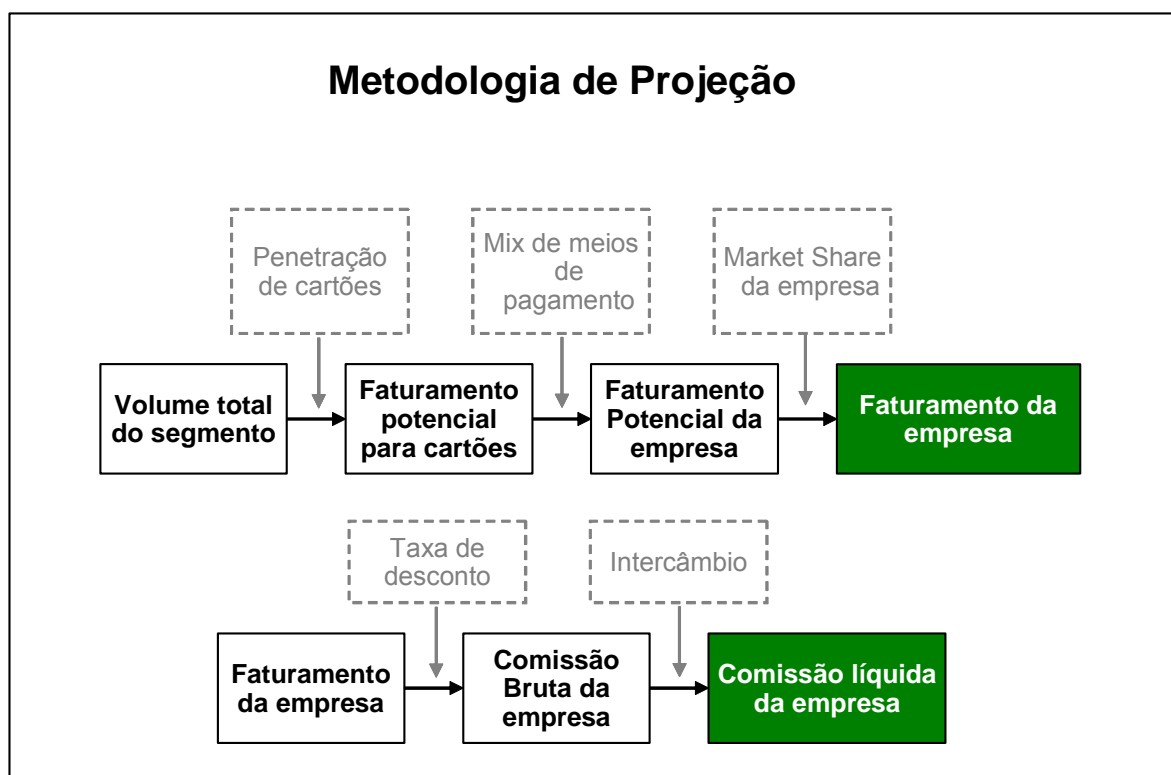 Metodologia de Projeção
Penetração
de cartões
Mix de meios
de
pagamento
Market Share
da empresa
Volume total
do segmento
Faturamento
potencial
para cartões
Faturamento
Potencial da
empresa
Faturamento da
empresa
Taxa de
desconto
Intercâmbio
Faturamento
da empresa
Comissão
Bruta da
empresa
Comissão líquida
da empresa